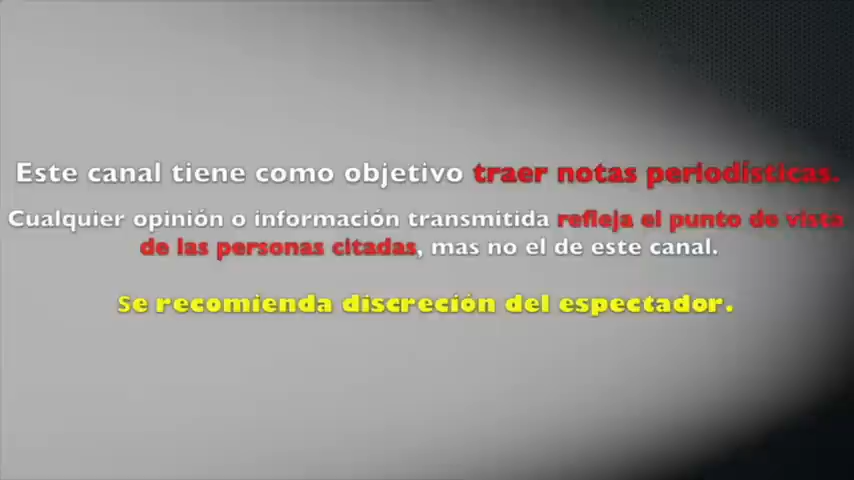 Este canal tiene como objetivo traer notas periodísticas.
Cualquier opinión o información transmitida refleja el punto de vista
de las personas citadas, mas no el de este canal.
Se recomienda discreción del espectador.